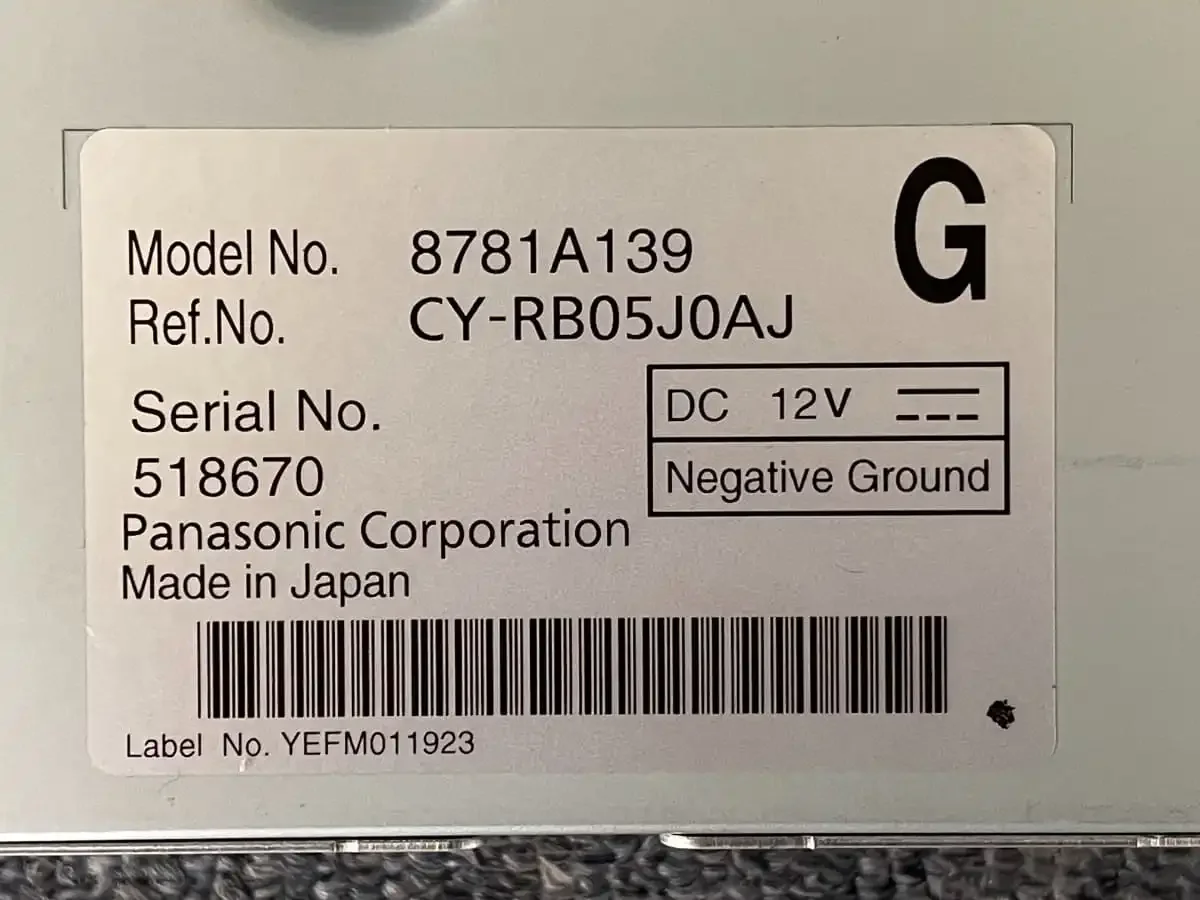 G
Model No. 8781A139
Ref.No. CY-RB05J0AJ
Serial No.
518670
DC 12V
Negative Ground
Panasonic Corporation
Made in Japan
Label No. YEFM011923